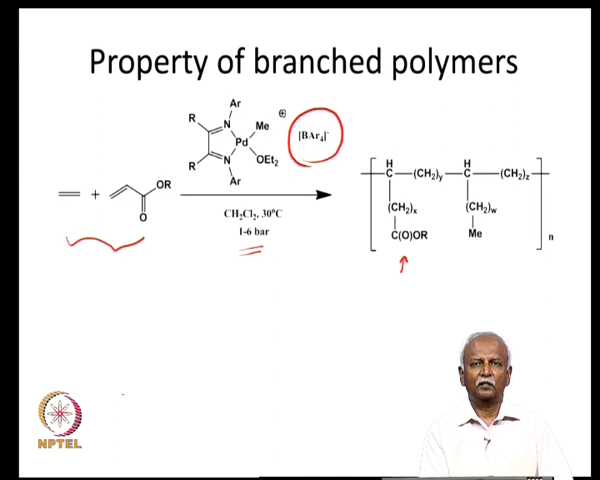 Property of branched polymers
Ar
R
N
Me
⊕
Pd
[BAr4]-
R
N
OEt2
Ar
+
OR
O
CH2Cl2, 30°C
1-6 bar
H
C
(CH2)y
H
C
(CH2)z
(CH2)x
(CH2)w
C(O)OR
Me
n
NPTEL